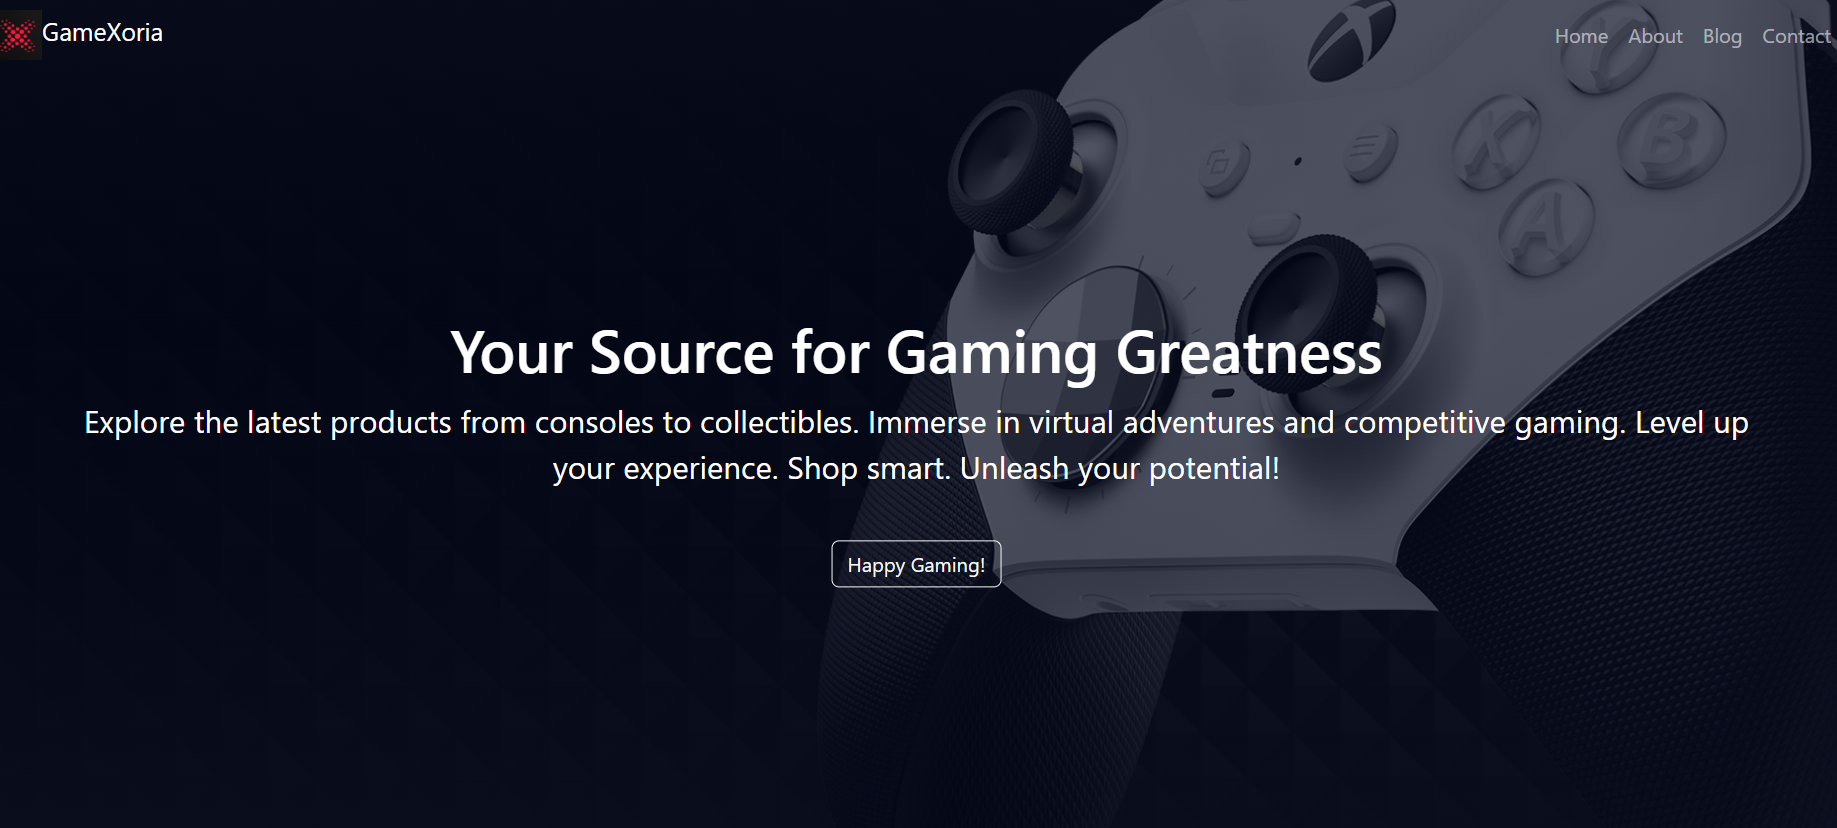 GameXoria
Home About Blog Contact
Y
X
B
A
Your Source for Gaming Greatness
Explore the latest products from consoles to collectibles. Immerse in virtual adventures and competitive gaming. Level up
your experience. Shop smart. Unleash your potential!
Happy Gaming!